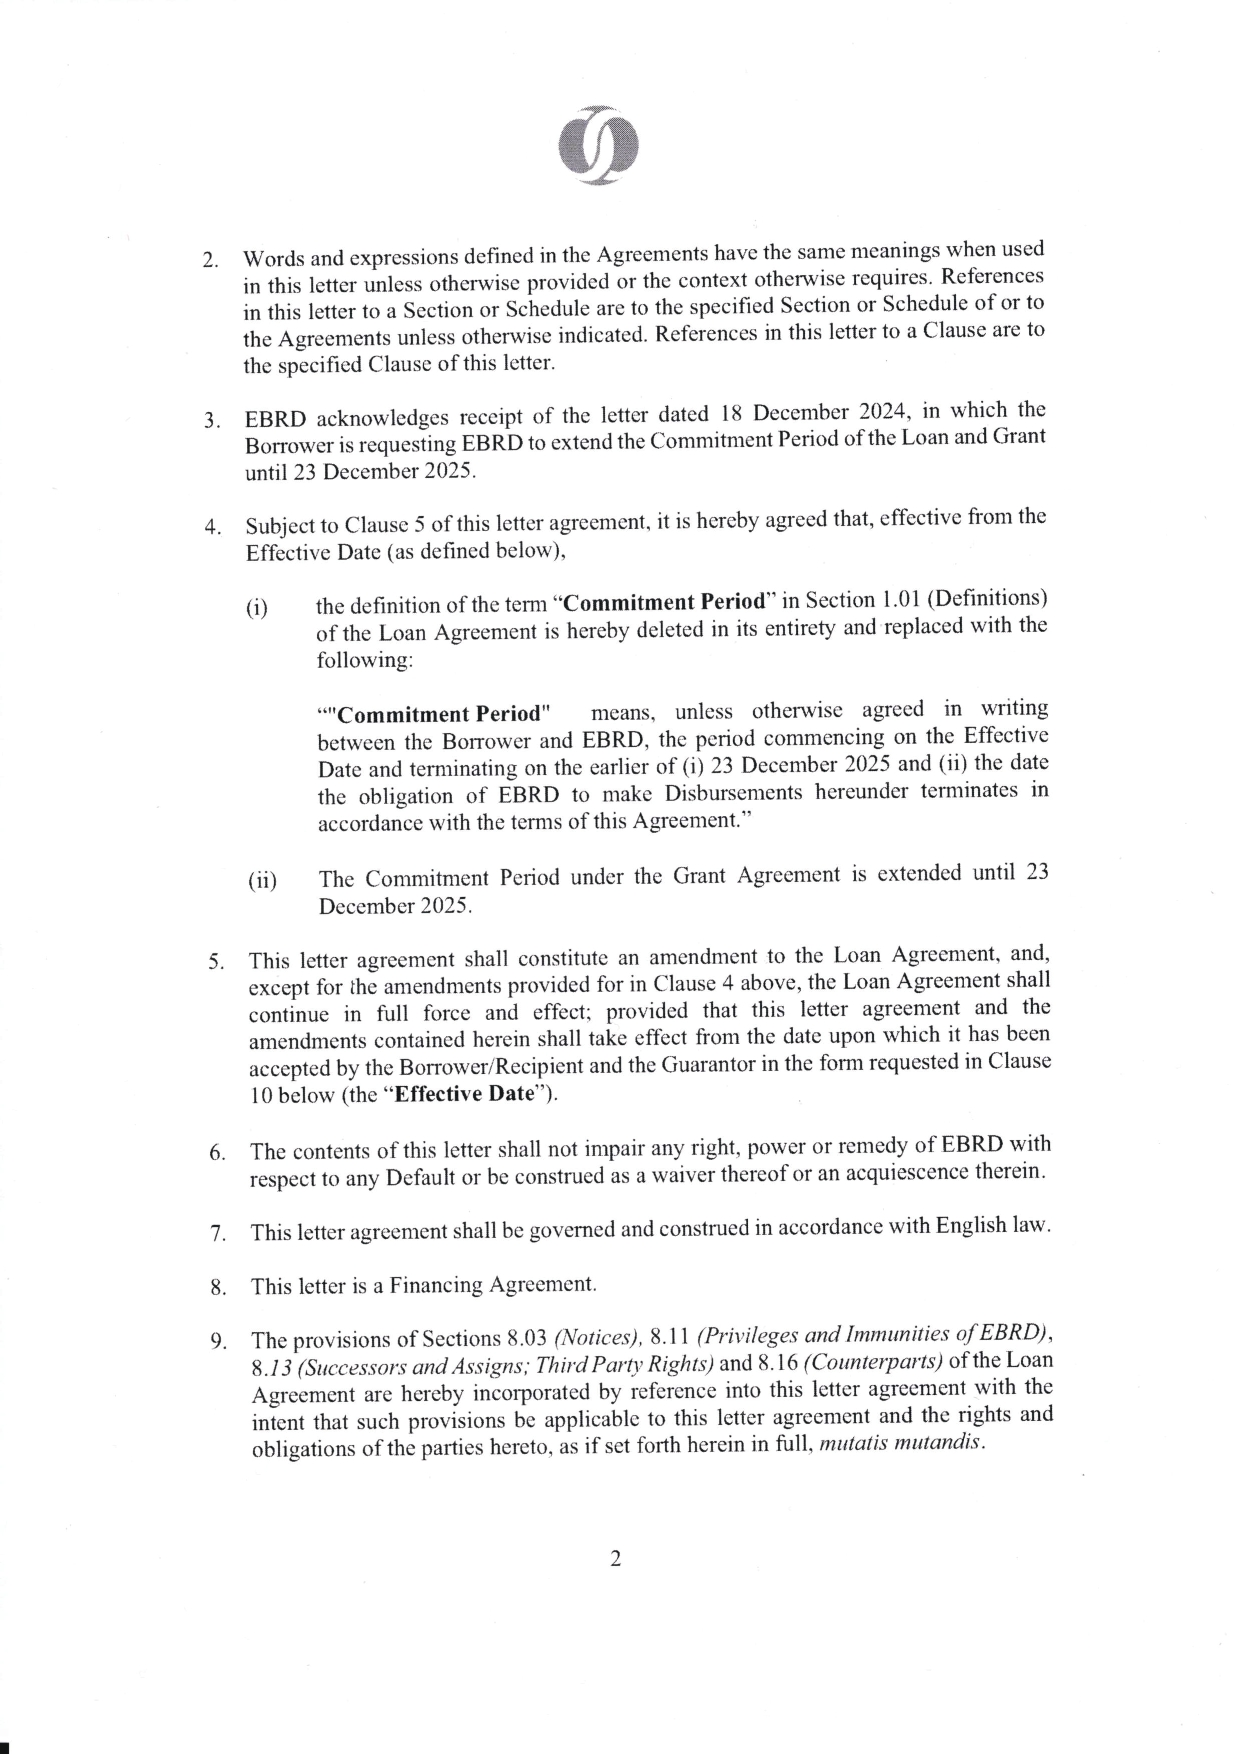 2. Words and expressions defined in the Agreements have the same meanings when used
in this letter unless otherwise provided or the context otherwise requires. References
in this letter to a Section or Schedule are to the specified Section or Schedule of or to
the Agreements unless otherwise indicated. References in this letter to a Clause are to
the specified Clause of this letter.
3. EBRD acknowledges receipt of the letter dated 18 December 2024, in which the
Borrower is requesting EBRD to extend the Commitment Period of the Loan and Grant
until 23 December 2025.
4. Subject to Clause 5 of this letter agreement, it is hereby agreed that, effective from the
Effective Date (as defined below),
(i) the definition of the term “Commitment Period” in Section 1.01 (Definitions)
of the Loan Agreement is hereby deleted in its entirety and replaced with the
following:
“"Commitment Period" means, unless otherwise agreed in writing
between the Borrower and EBRD, the period commencing on the Effective
Date and terminating on the earlier of (i) 23 December 2025 and (ii) the date
the obligation of EBRD to make Disbursements hereunder terminates in
accordance with the terms of this Agreement.”
(ii) The Commitment Period under the Grant Agreement is extended until 23
December 2025.
5. This letter agreement shall constitute an amendment to the Loan Agreement, and,
except for the amendments provided for in Clause 4 above, the Loan Agreement shall
continue in full force and effect; provided that this letter agreement and the
amendments contained herein shall take effect from the date upon which it has been
accepted by the Borrower/Recipient and the Guarantor in the form requested in Clause
10 below (the “Effective Date”).
6. The contents of this letter shall not impair any right, power or remedy of EBRD with
respect to any Default or be construed as a waiver thereof or an acquiescence therein.
7. This letter agreement shall be governed and construed in accordance with English law.
8. This letter is a Financing Agreement.
9. The provisions of Sections 8.03 (Notices), 8.11 (Privileges and Immunities of EBRD),
8.13 (Successors and Assigns; Third Party Rights) and 8.16 (Counterparts) of the Loan
Agreement are hereby incorporated by reference into this letter agreement with the
intent that such provisions be applicable to this letter agreement and the rights and
obligations of the parties hereto, as if set forth herein in full, mutatis mutandis.
2